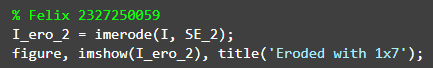 % Felix 2327250059
I_ero_2 = imerode(I, SE_2);
figure, imshow(I_ero_2), title('Eroded with 1x7');